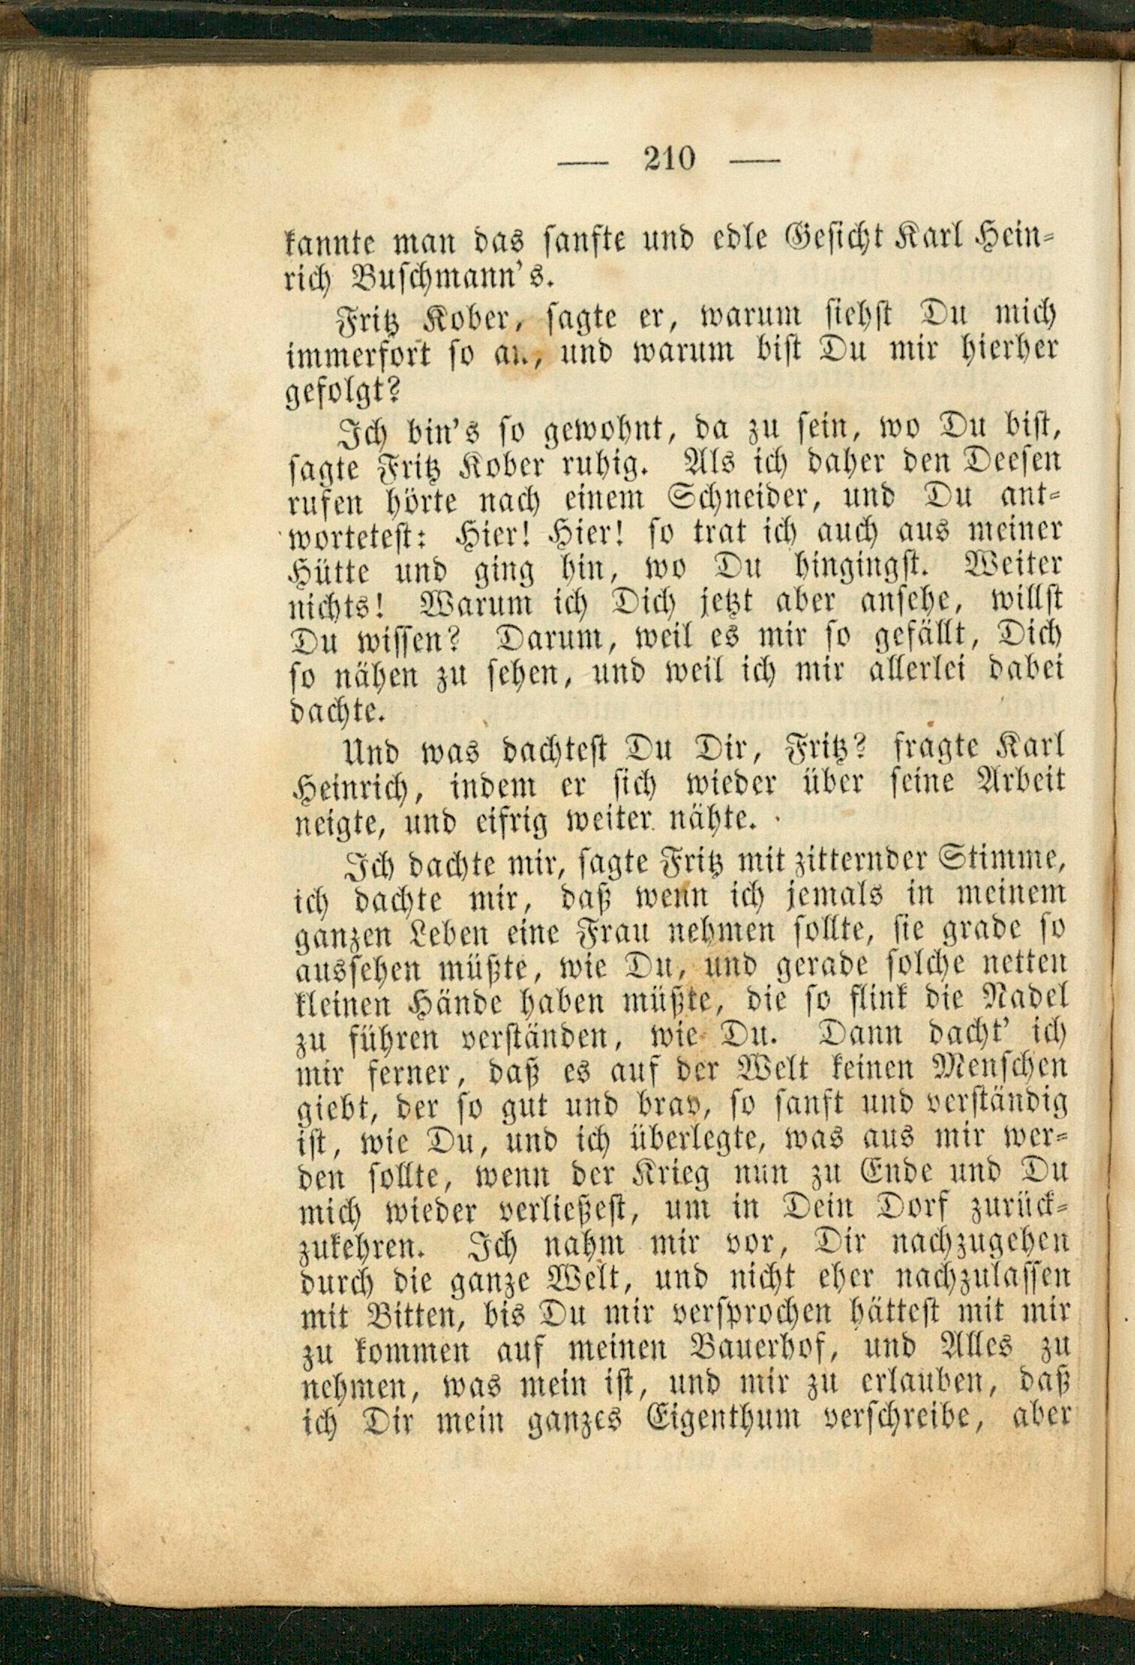 — 210 —
kannte man das sanfte und edle Gesicht Karl Hein-
rich Buschmann's.
Fritz Kober, sagte er, warum siehst Du mich
immerfort so an, und warum bist Du mir hierher
gefolgt?
Ich bin's so gewohnt, da zu sein, wo Du bist,
sagte Fritz Kober ruhig. Als ich daher den Deesen
rufen hörte nach einem Schneider, und Du ant-
wortetest: Hier! Hier! so trat ich auch aus meiner
Hütte und ging hin, wo Du hingingst. Weiter
nichts! Warum ich Dich jetzt aber ansehe, willst
Du wissen? Darum, weil es mir so gefällt, Dich
so nähen zu sehen, und weil ich mir allerlei dabei
dachte.
Und was dachtest Du Dir, Fritz? fragte Karl
Heinrich, indem er sich wieder über seine Arbeit
neigte, und eifrig weiter nähte.
Ich dachte mir, sagte Fritz mit zitternder Stimme,
ich dachte mir, daß wenn ich jemals in meinem
ganzen Leben eine Frau nehmen sollte, sie grade so
aussehen müßte, wie Du, und gerade solche netten
kleinen Hände haben müßte, die so flink die Nadel
zu führen verständen, wie Du. Dann dacht' ich
mir ferner, daß es auf der Welt keinen Menschen
giebt, der so gut und brav, so sanft und verständig
ist, wie Du, und ich überlegte, was aus mir wer-
den sollte, wenn der Krieg nun zu Ende und Du
mich wieder verließest, um in Dein Dorf zurück-
zukehren. Ich nahm mir vor, Dir nachzugehen
durch die ganze Welt, und nicht eher nachzulassen
mit Bitten, bis Du mir versprochen hättest mit mir
zu kommen auf meinen Bauerhof, und Alles zu
nehmen, was mein ist, und mir zu erlauben, daß
ich Dir mein ganzes Eigenthum verschreibe, aber